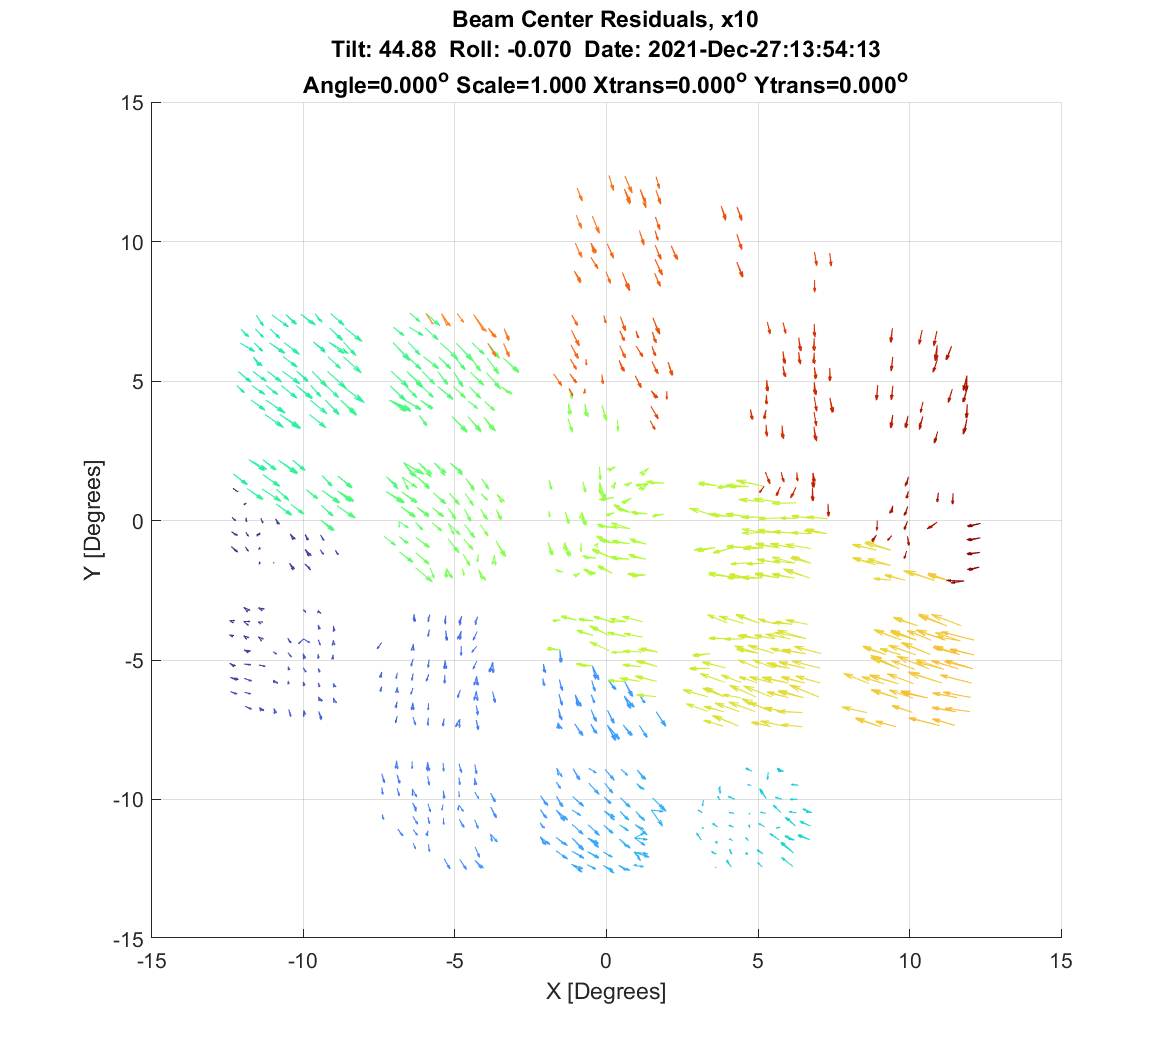 Beam Center Residuals, x10
Tilt: 44.88 Roll: -0.070 Date: 2021-Dec-27:13:54:13
Angle=0.000° Scale=1.000 Xtrans=0.000° Ytrans=0.000°
15
10
5
0
-5
-10
-15
Y [Degrees]
-15
-10
-5
0
5
10
15
X [Degrees]